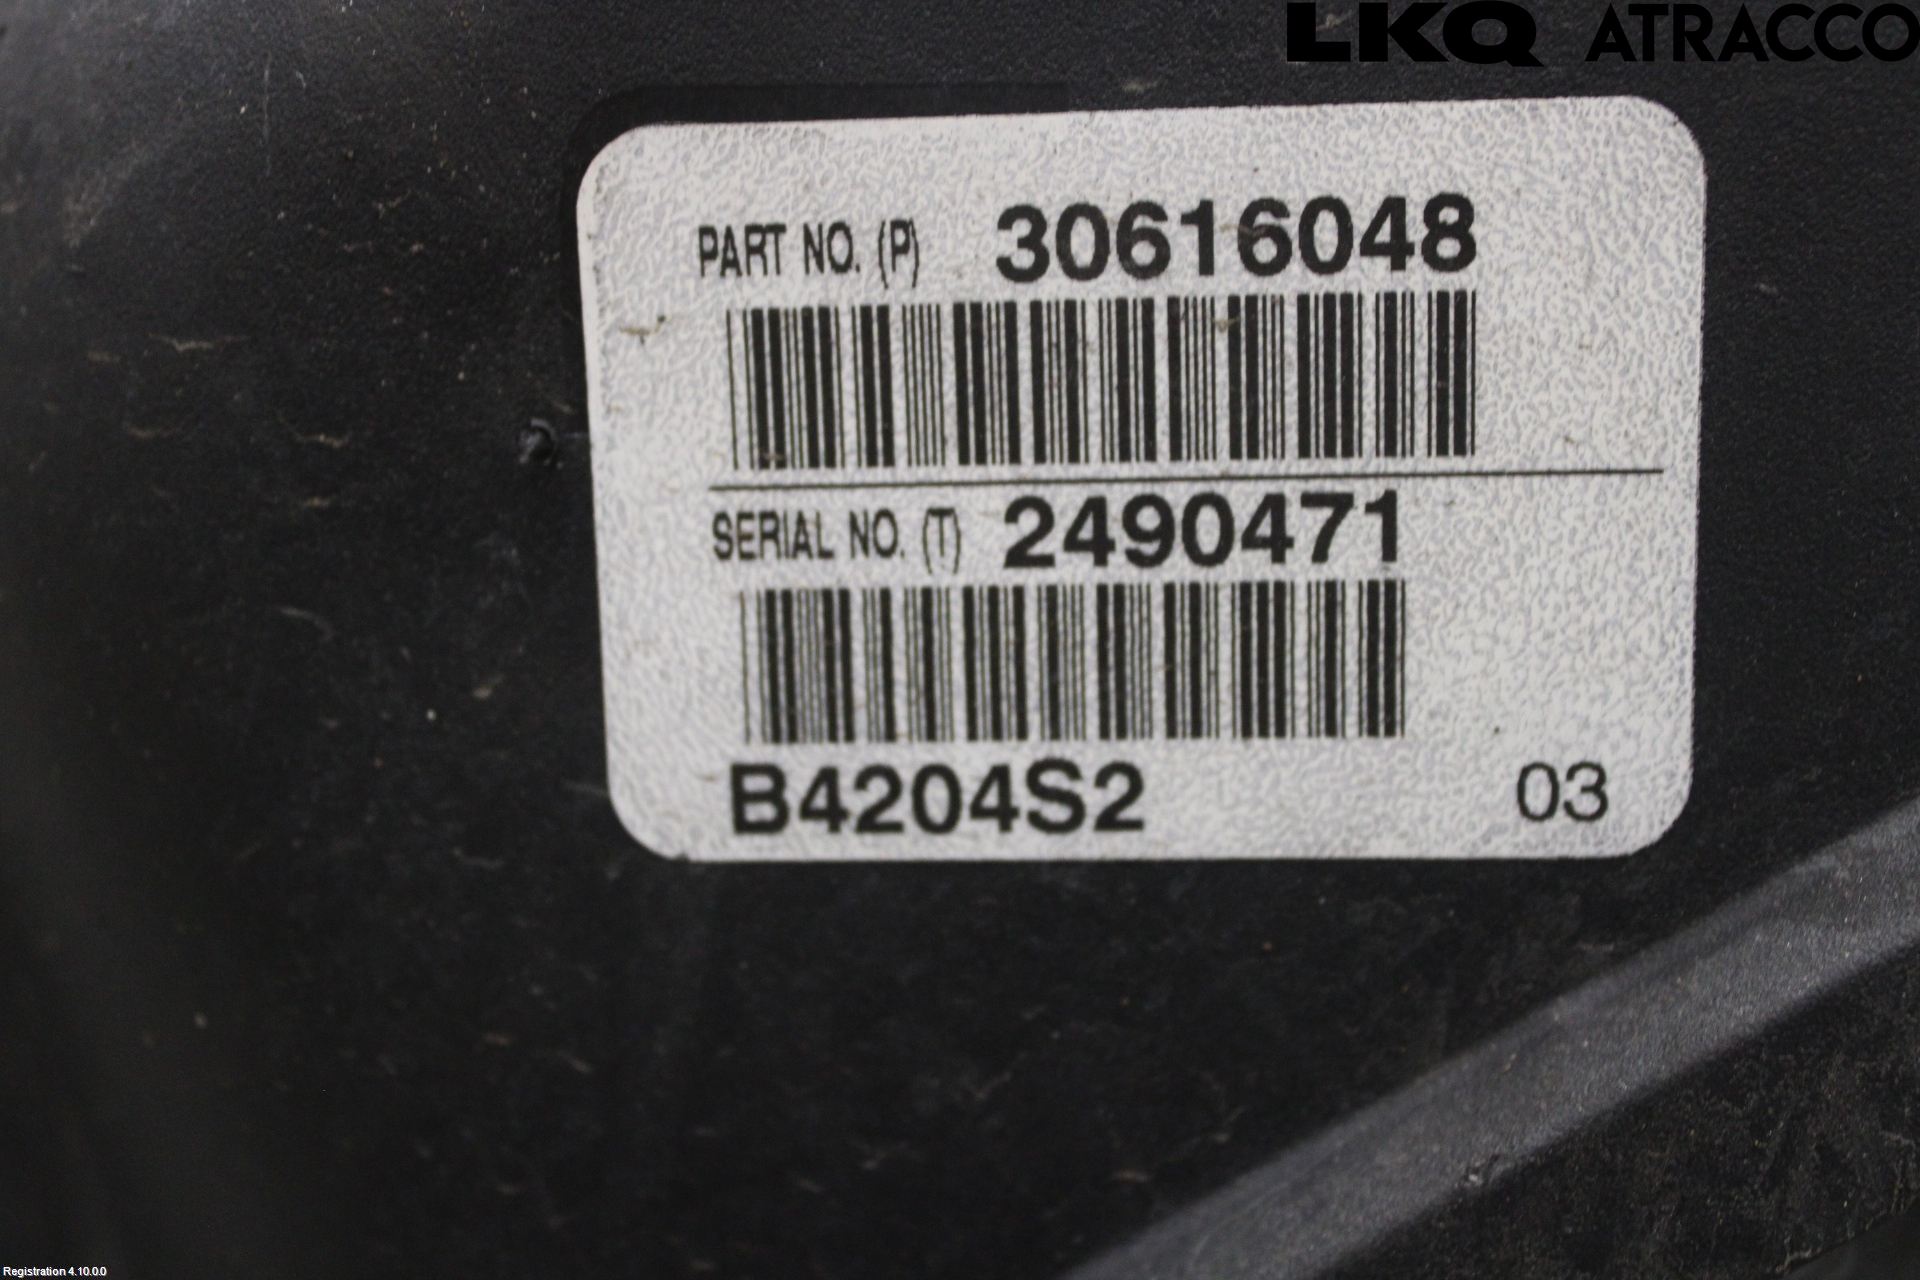 LKQ ATRACCO
PART NO. (P) 30616048
SERIAL NO. (T) 2490471
B4204S2 03
Registration 4.10.0.0